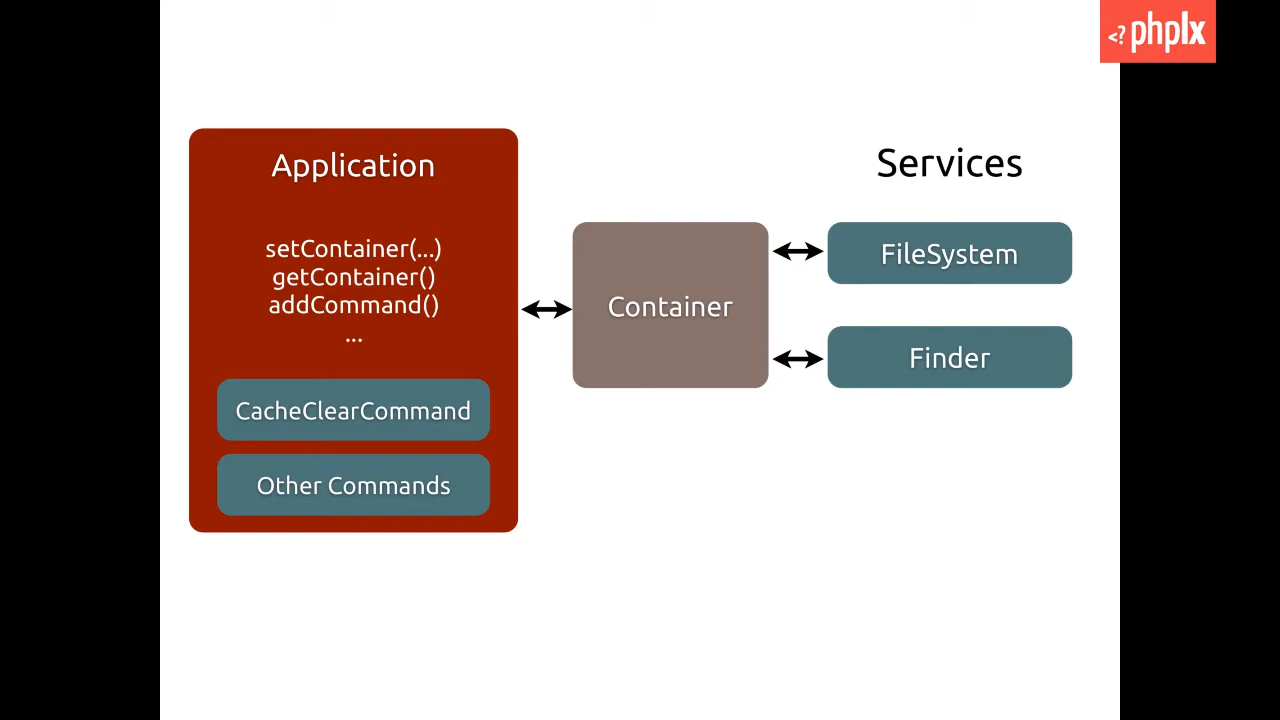 <? phplx
Application
setContainer(...)
getContainer()
addCommand()
...
CacheClearCommand
Other Commands
Container
Services
FileSystem
Finder